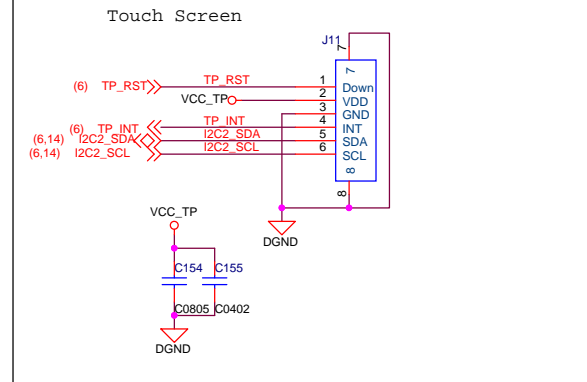 Touch Screen
J11
7
(6) TP_RST TP_RST 1 7 Down
VCC_TP 2 VDD
3 GND
(6) TP_INT TP_INT 4 INT
(6,14) I2C2_SDA I2C2_SDA 5 SDA
(6,14) I2C2_SCL I2C2_SCL 6 SCL
8
8
DGND
VCC_TP
C154 C155
C0805 C0402
DGND